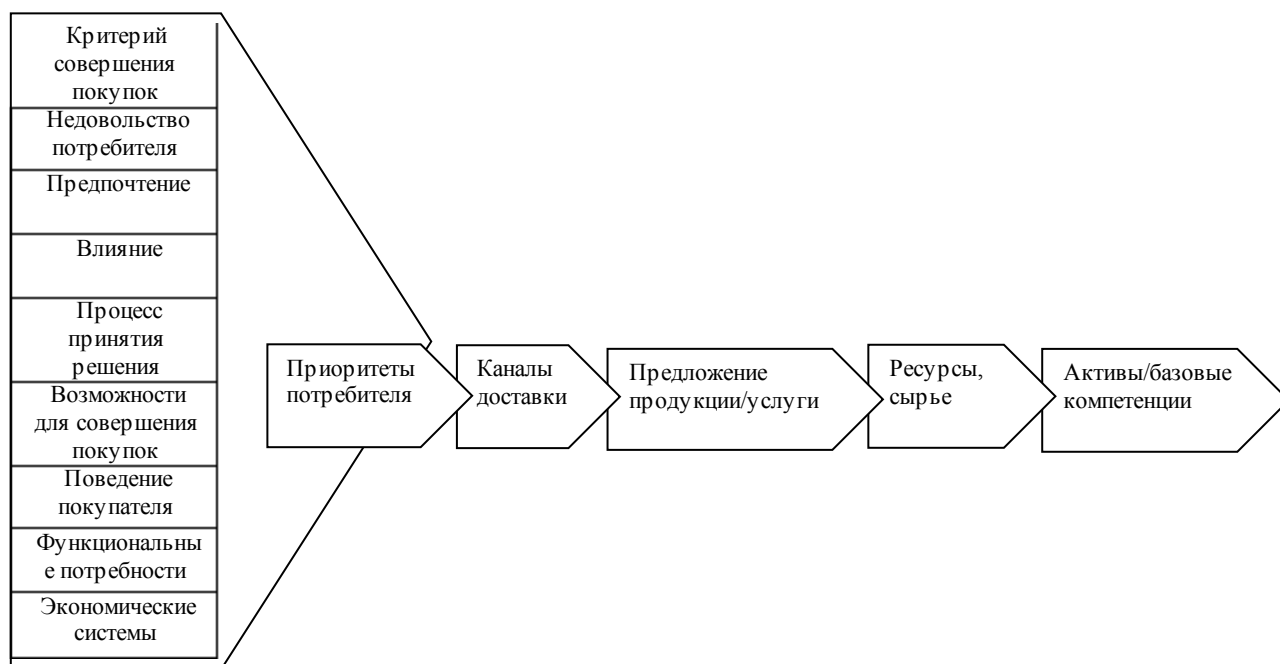 Критерий
совершения
покупок
Недовольство
потребителя
Предпочтение
Влияние
Процесс
принятия
решения
Возможности
для совершения
покупок
Поведение
покупателя
Функциональны
е потребности
Экономические
системы
Приоритеты
потребителя
Каналы
доставки
Предложение
продукции/услуги
Ресурсы,
сырье
Активы/базовые
компетенции